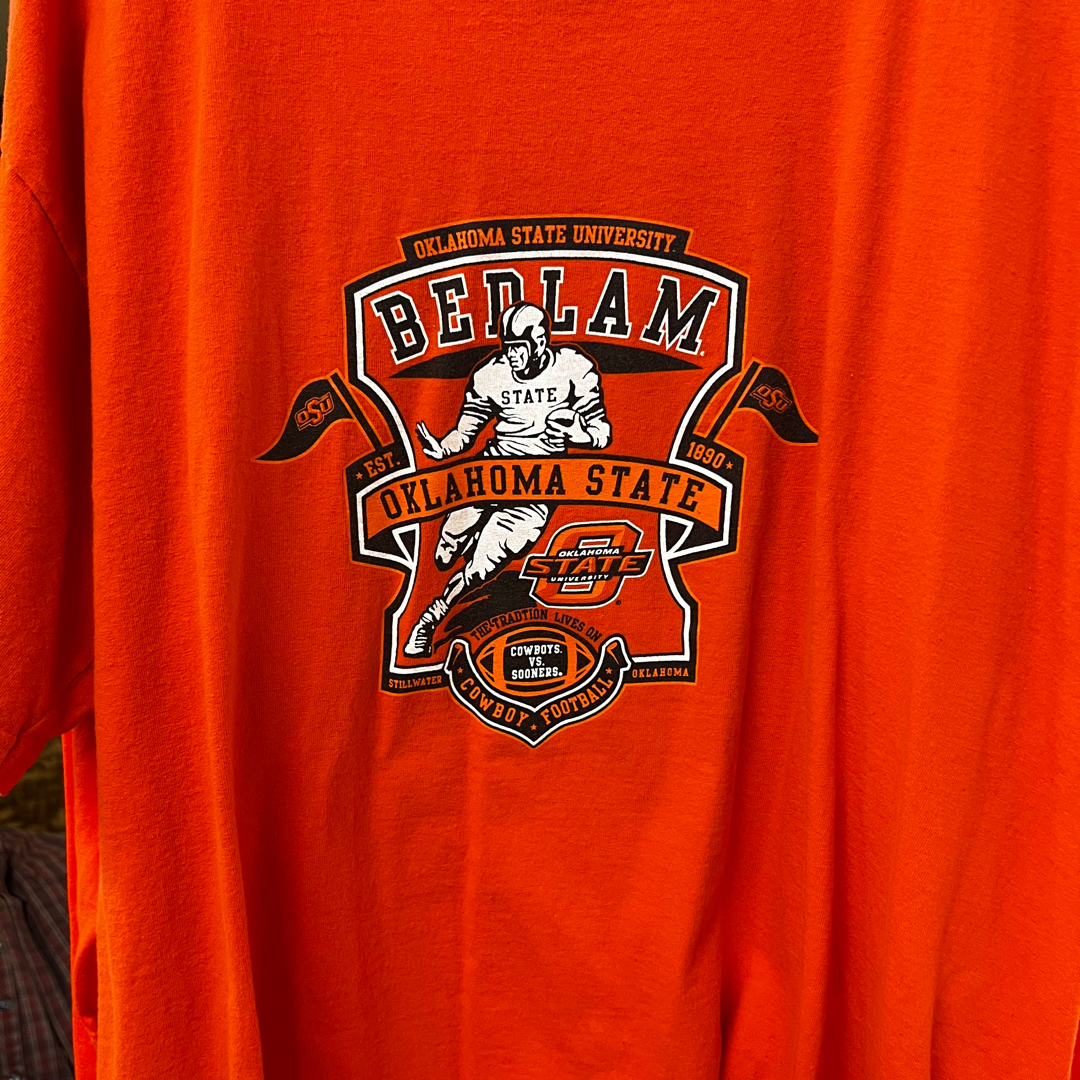 OKLAHOMA STATE UNIVERSITY
BEDLAM
STATE
OSU
OSU
EST.
1890
OKLAHOMA STATE
OKLAHOMA
STATE
UNIVERSITY
THE TRADTION LIVES ON
COWBOYS.
VS.
SOONERS.
STILLWATER
OKLAHOMA
COWBOY ★ FOOTBALL